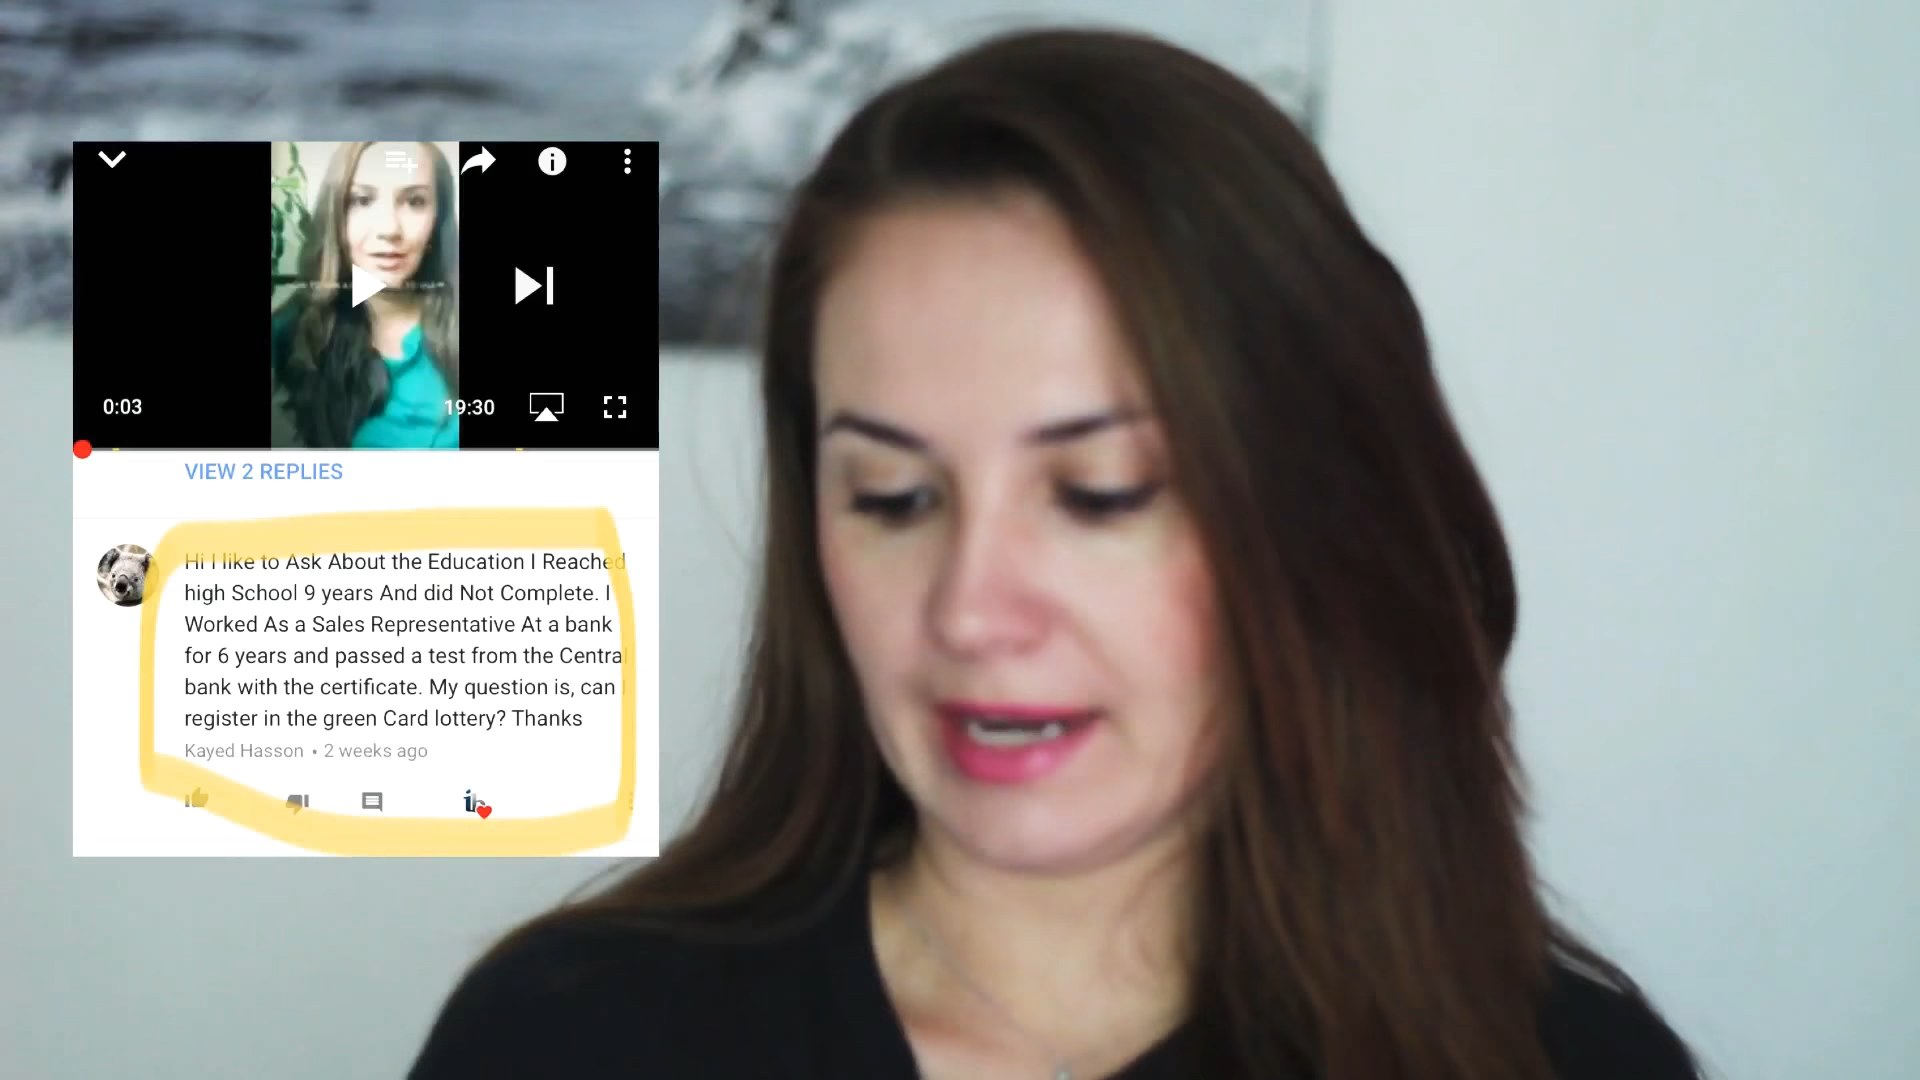 0:03
19:30
VIEW 2 REPLIES
Hi I like to Ask About the Education I Reached
high School 9 years And did Not Complete. I
Worked As a Sales Representative At a bank
for 6 years and passed a test from the Central
bank with the certificate. My question is, can I
register in the green Card lottery? Thanks
Kayed Hasson • 2 weeks ago